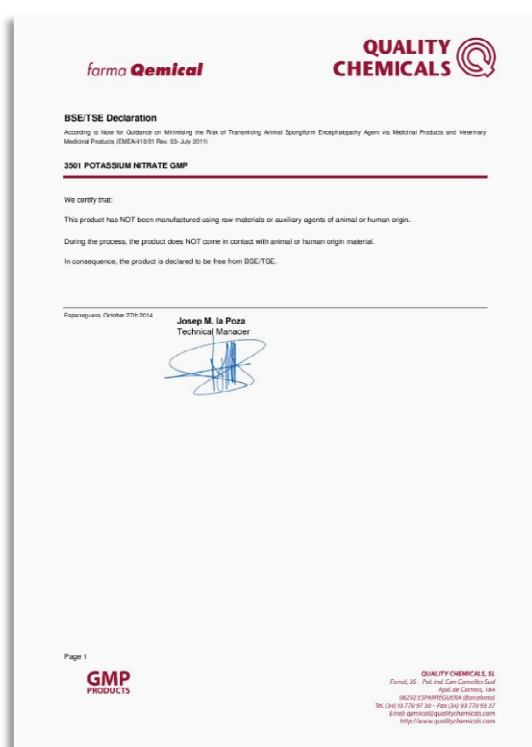 farma Qemical
QUALITY
CHEMICALS
BSE/TSE Declaration
According to Note for Guidance on Minimising the Risk of Transmicing Animal Spongiform Encephalopathy Agent via Medicinal Products and Veterinary
Medicinal Products (EMEA/410/01 Rev. 03- July 2011)
3501 POTASSIUM NITRATE GMP
We certify that:
This product has NOT been manufactured using raw materials or auxiliary agents of animal or human origin.
During the process, the product does NOT come in contact with animal or human origin material.
In consequence, the product is declared to be free from BSE/TSE.
Esparreguera, October 27th 2014
Josep M. la Poza
Technical Manager
Page 1
GMP
PRODUCTS
QUALITY CHEMICALS, SL
Fornal, 35 Pol. ind. Can Comelles Sud
Apd. de Correos, 164
08292 ESPARREGUERA (Barcelona)
Tel. (34) 93 770 97 30 – Fax (34) 93 770 93 37
Email: qemical@qualitychemicals.com
http://www.qualitychemicals.com